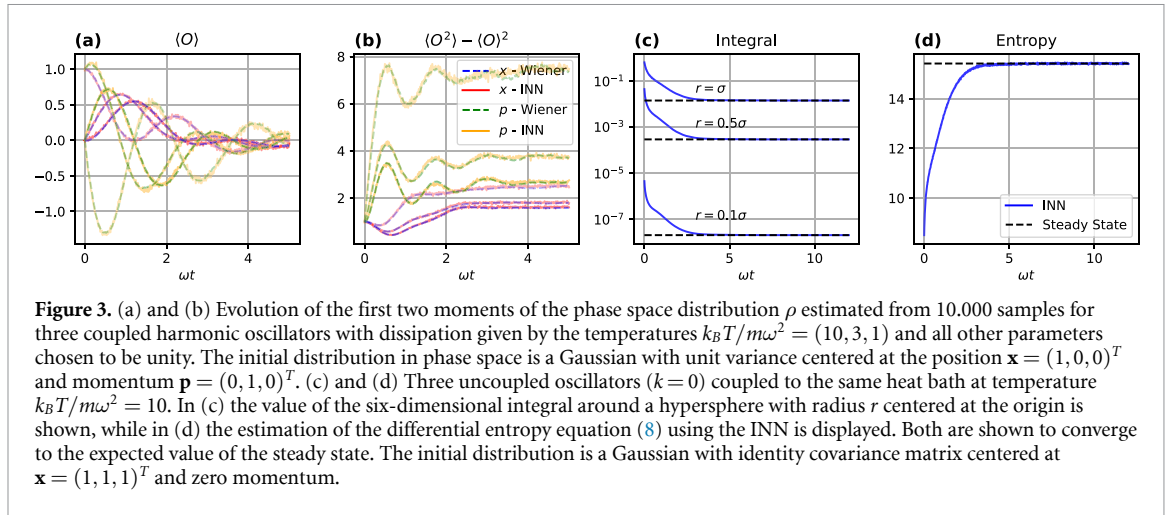 (a) ⟨O⟩
(b) ⟨O²⟩ − ⟨O⟩²
(c) Integral
(d) Entropy
1.0
0.5
0.0
−0.5
−1.0
0 2 4
ωt
8
6
4
2
x - Wiener
x - INN
p - Wiener
p - INN
0 2 4
ωt
10⁻¹
10⁻³
10⁻⁵
10⁻⁷
r = σ
r = 0.5σ
r = 0.1σ
0 5 10
ωt
14
12
10
INN
Steady State
0 5 10
ωt
Figure 3. (a) and (b) Evolution of the first two moments of the phase space distribution ρ estimated from 10.000 samples for
three coupled harmonic oscillators with dissipation given by the temperatures k_BT/mω² = (10, 3, 1) and all other parameters
chosen to be unity. The initial distribution in phase space is a Gaussian with unit variance centered at the position x = (1, 0, 0)ᵀ
and momentum p = (0, 1, 0)ᵀ. (c) and (d) Three uncoupled oscillators (k = 0) coupled to the same heat bath at temperature
k_BT/mω² = 10. In (c) the value of the six-dimensional integral around a hypersphere with radius r centered at the origin is
shown, while in (d) the estimation of the differential entropy equation (8) using the INN is displayed. Both are shown to converge
to the expected value of the steady state. The initial distribution is a Gaussian with identity covariance matrix centered at
x = (1, 1, 1)ᵀ and zero momentum.